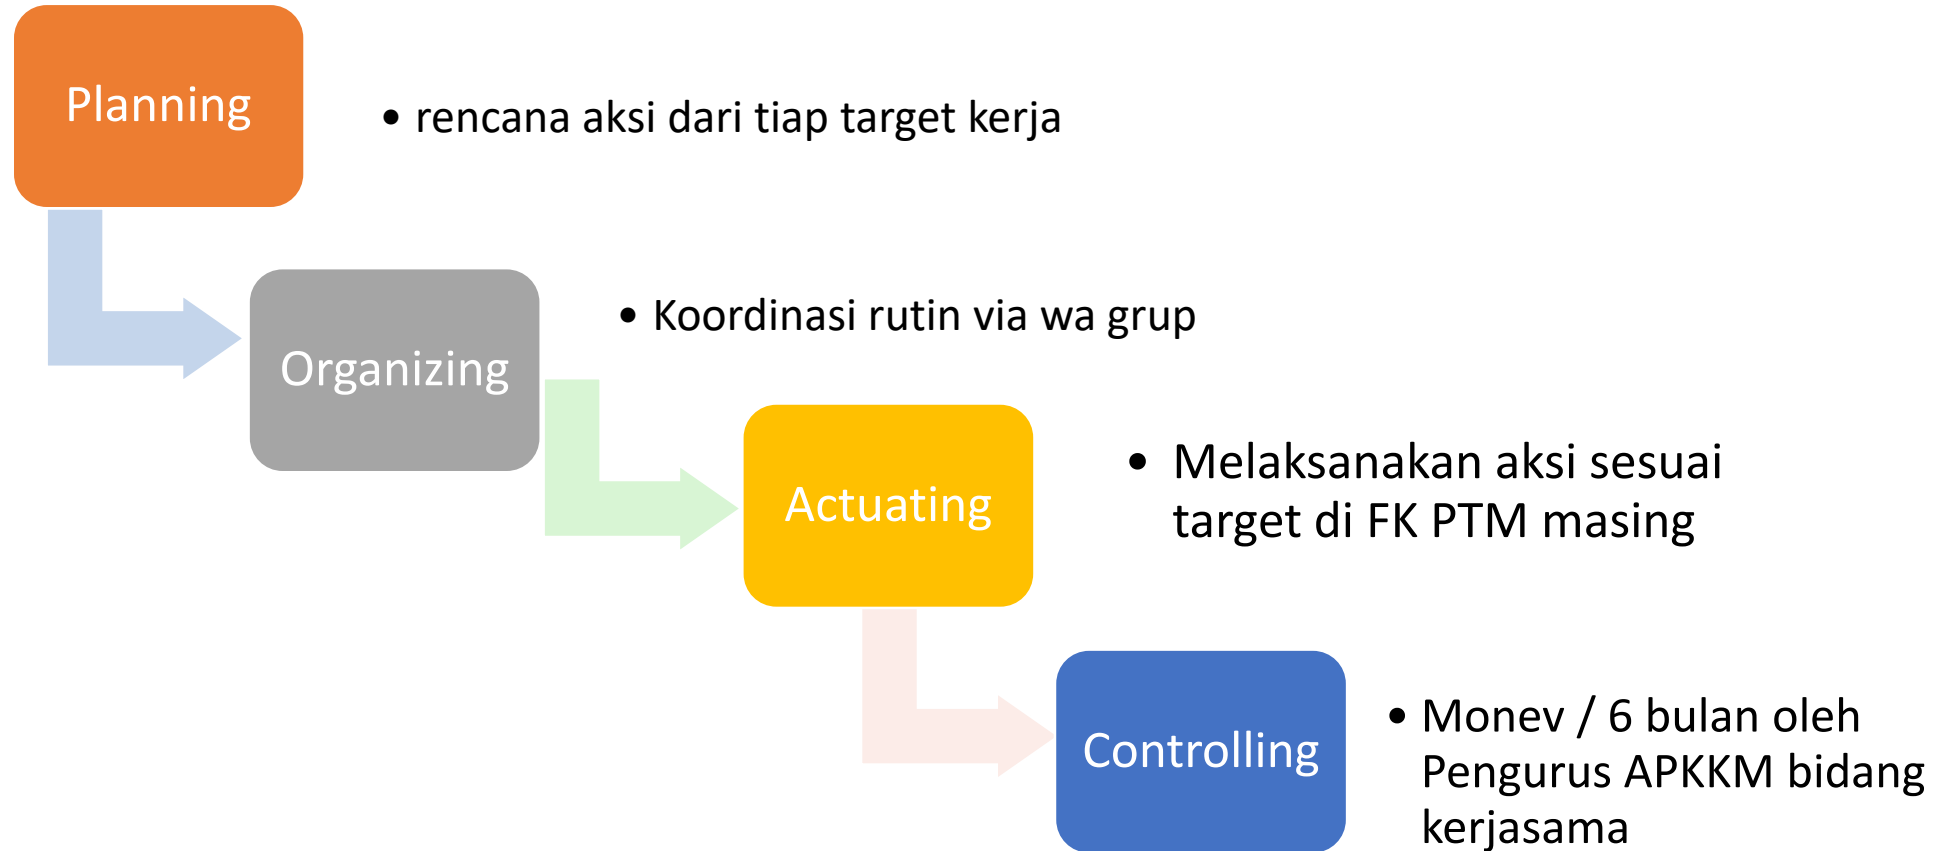 Planning
• rencana aksi dari tiap target kerja
Organizing
• Koordinasi rutin via wa grup
Actuating
• Melaksanakan aksi sesuai
target di FK PTM masing
Controlling
• Monev / 6 bulan oleh
Pengurus APKKM bidang
kerjasama